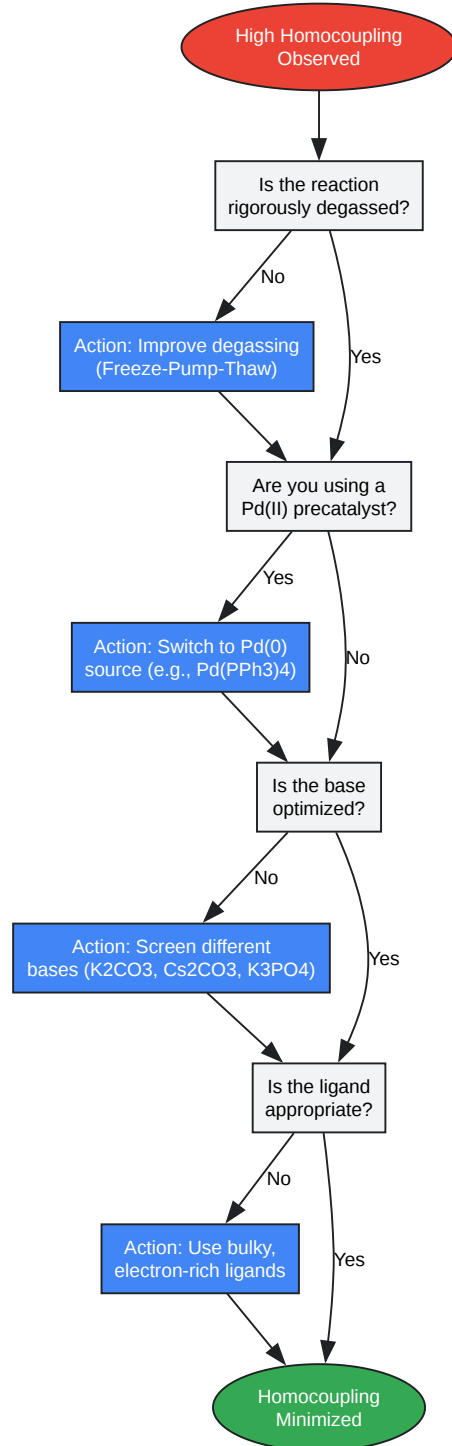 High Homocoupling
Observed
Is the reaction
rigorously degassed?
No
Action: Improve degassing
(Freeze-Pump-Thaw)
Yes
Are you using a
Pd(II) precatalyst?
Yes
Action: Switch to Pd(0)
source (e.g., Pd(PPh3)4)
No
Is the base
optimized?
No
Action: Screen different
bases (K2CO3, Cs2CO3, K3PO4)
Yes
Is the ligand
appropriate?
No
Action: Use bulky,
electron-rich ligands
Yes
Homocoupling
Minimized